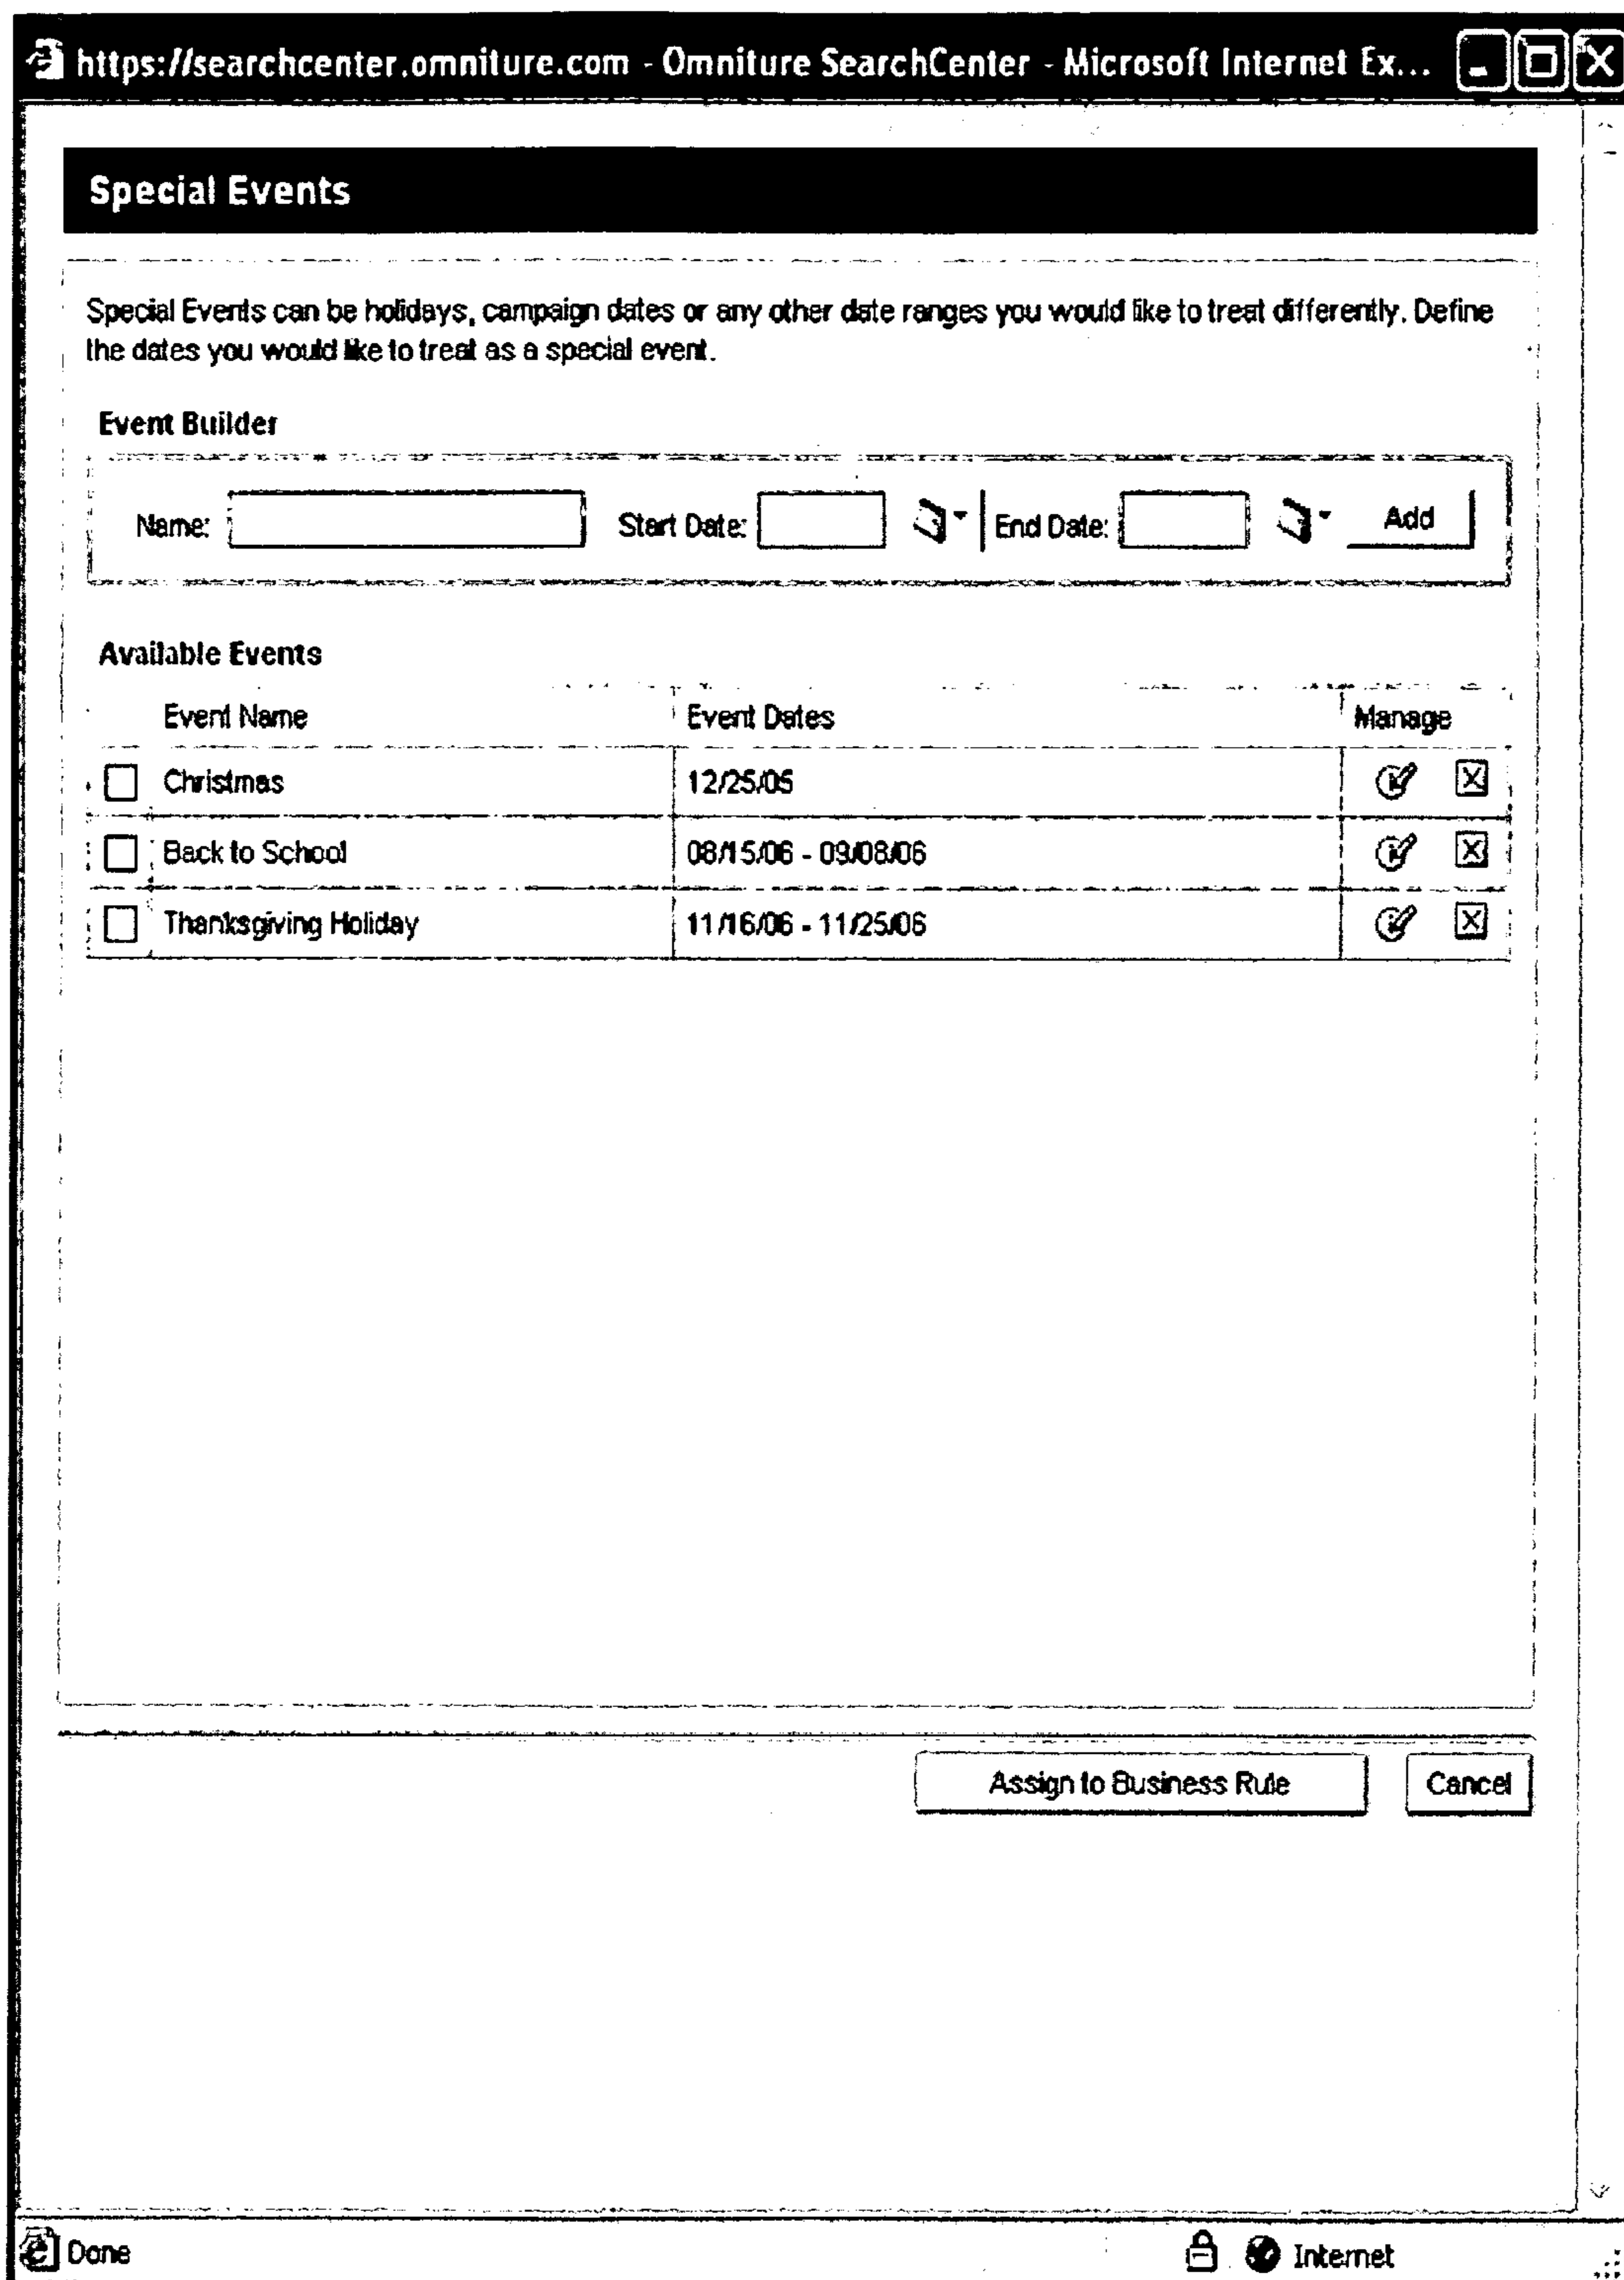 https://searchcenter.omniture.com - Omniture SearchCenter - Microsoft Internet Ex...
Special Events
Special Events can be holidays, campaign dates or any other date ranges you would like to treat differently. Define
the dates you would like to treat as a special event.
Event Builder
Name: Start Date: End Date: Add
Available Events
Event Name Event Dates Manage
Christmas 12/25/05
Back to School 08/15/06 - 09/08/06
Thanksgiving Holiday 11/16/06 - 11/25/06
Assign to Business Rule Cancel
Done Internet